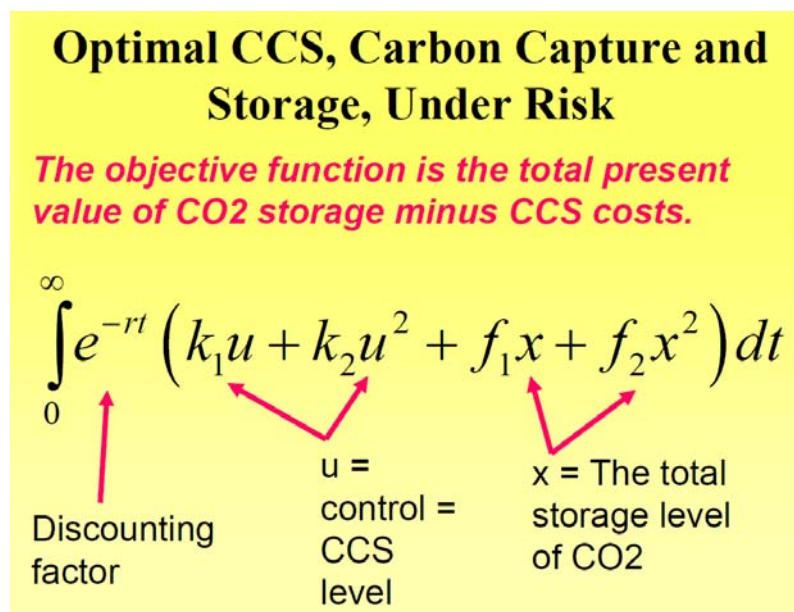 Optimal CCS, Carbon Capture and
Storage, Under Risk
The objective function is the total present
value of CO2 storage minus CCS costs.
∫₀^∞ e^{-rt} (k₁u + k₂u² + f₁x + f₂x²) dt
Discounting
factor
u =
control =
CCS
level
x = The total
storage level
of CO2